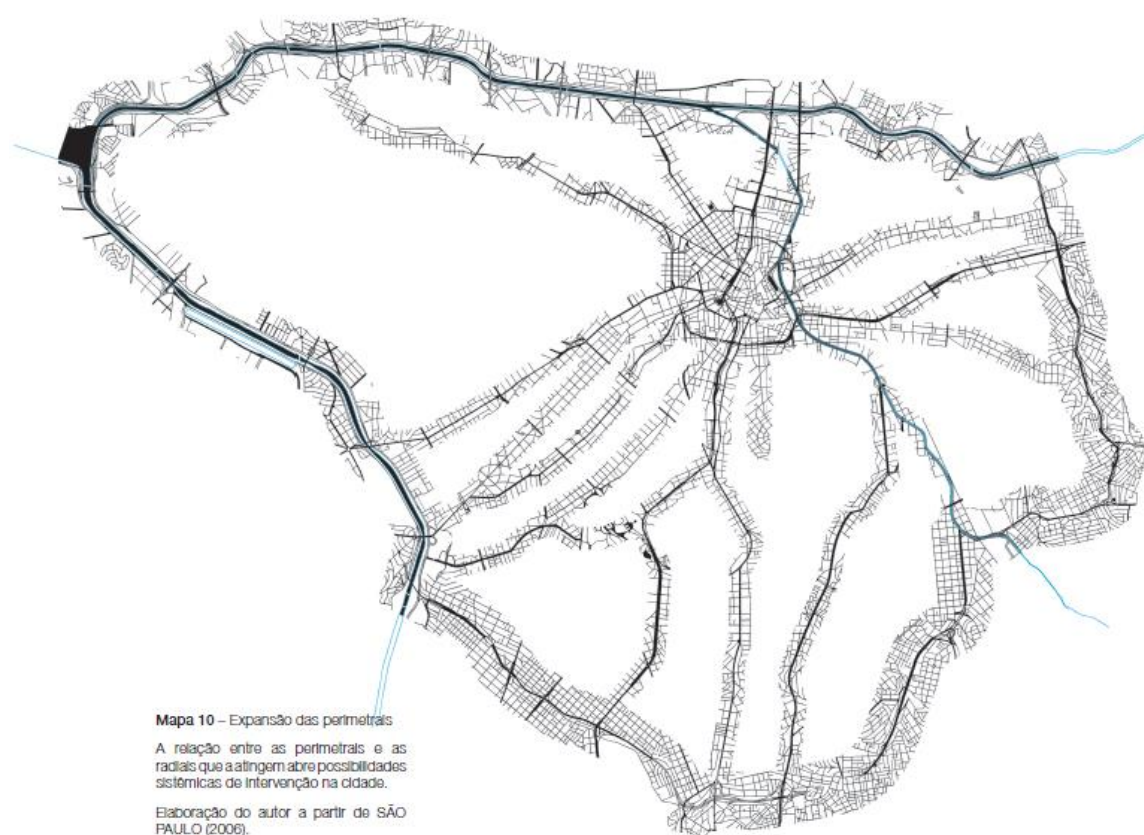 Mapa 10 – Expansão das perimetrais
A relação entre as perimetrais e as
radiais que a atingem abre possibilidades
sistêmicas de intervenção na cidade.
Elaboração do autor a partir de SÃO
PAULO (2006).